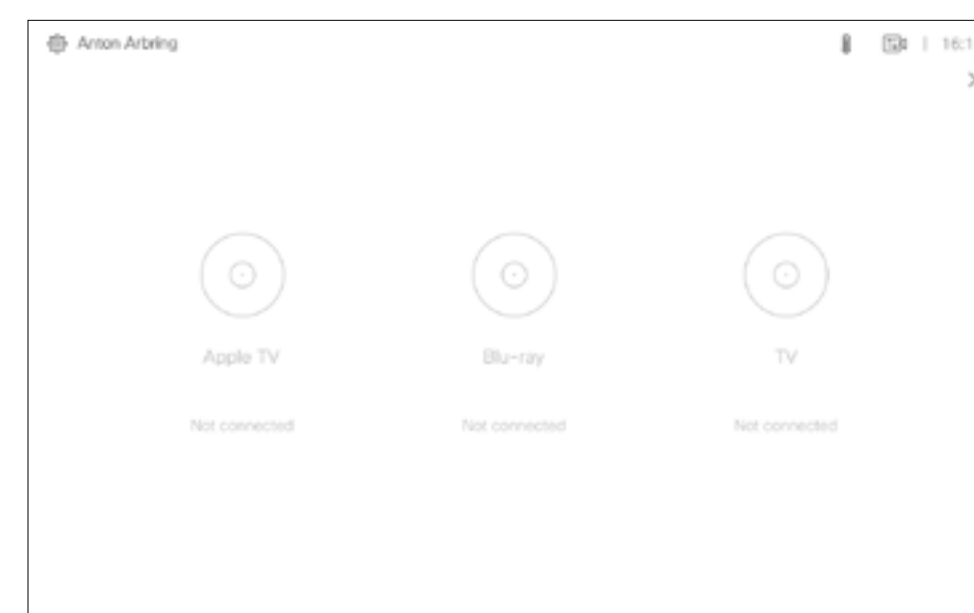 Anton Arbring
16:1
Apple TV
Blu-ray
TV
Not connected
Not connected
Not connected